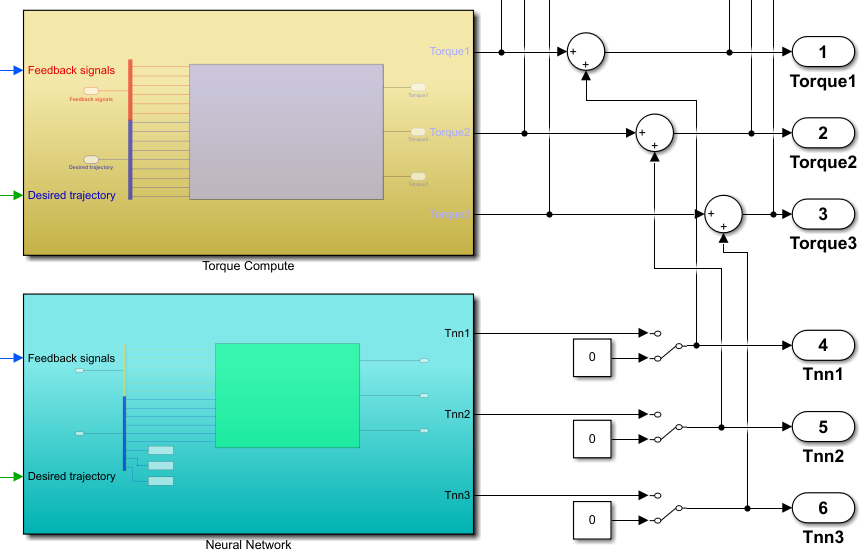 Torque1
1
Torque1
Feedback signals
Feedback signals
Torque1
Torque2
Torque2
2
Torque2
Desired trajectory
Desired trajectory
3
Torque3
Torque Compute
Tnn1
Feedback signals
0
4
Tnn1
Tnn2
0
5
Tnn2
Desired trajectory
Tnn3
0
6
Tnn3
Neural Network